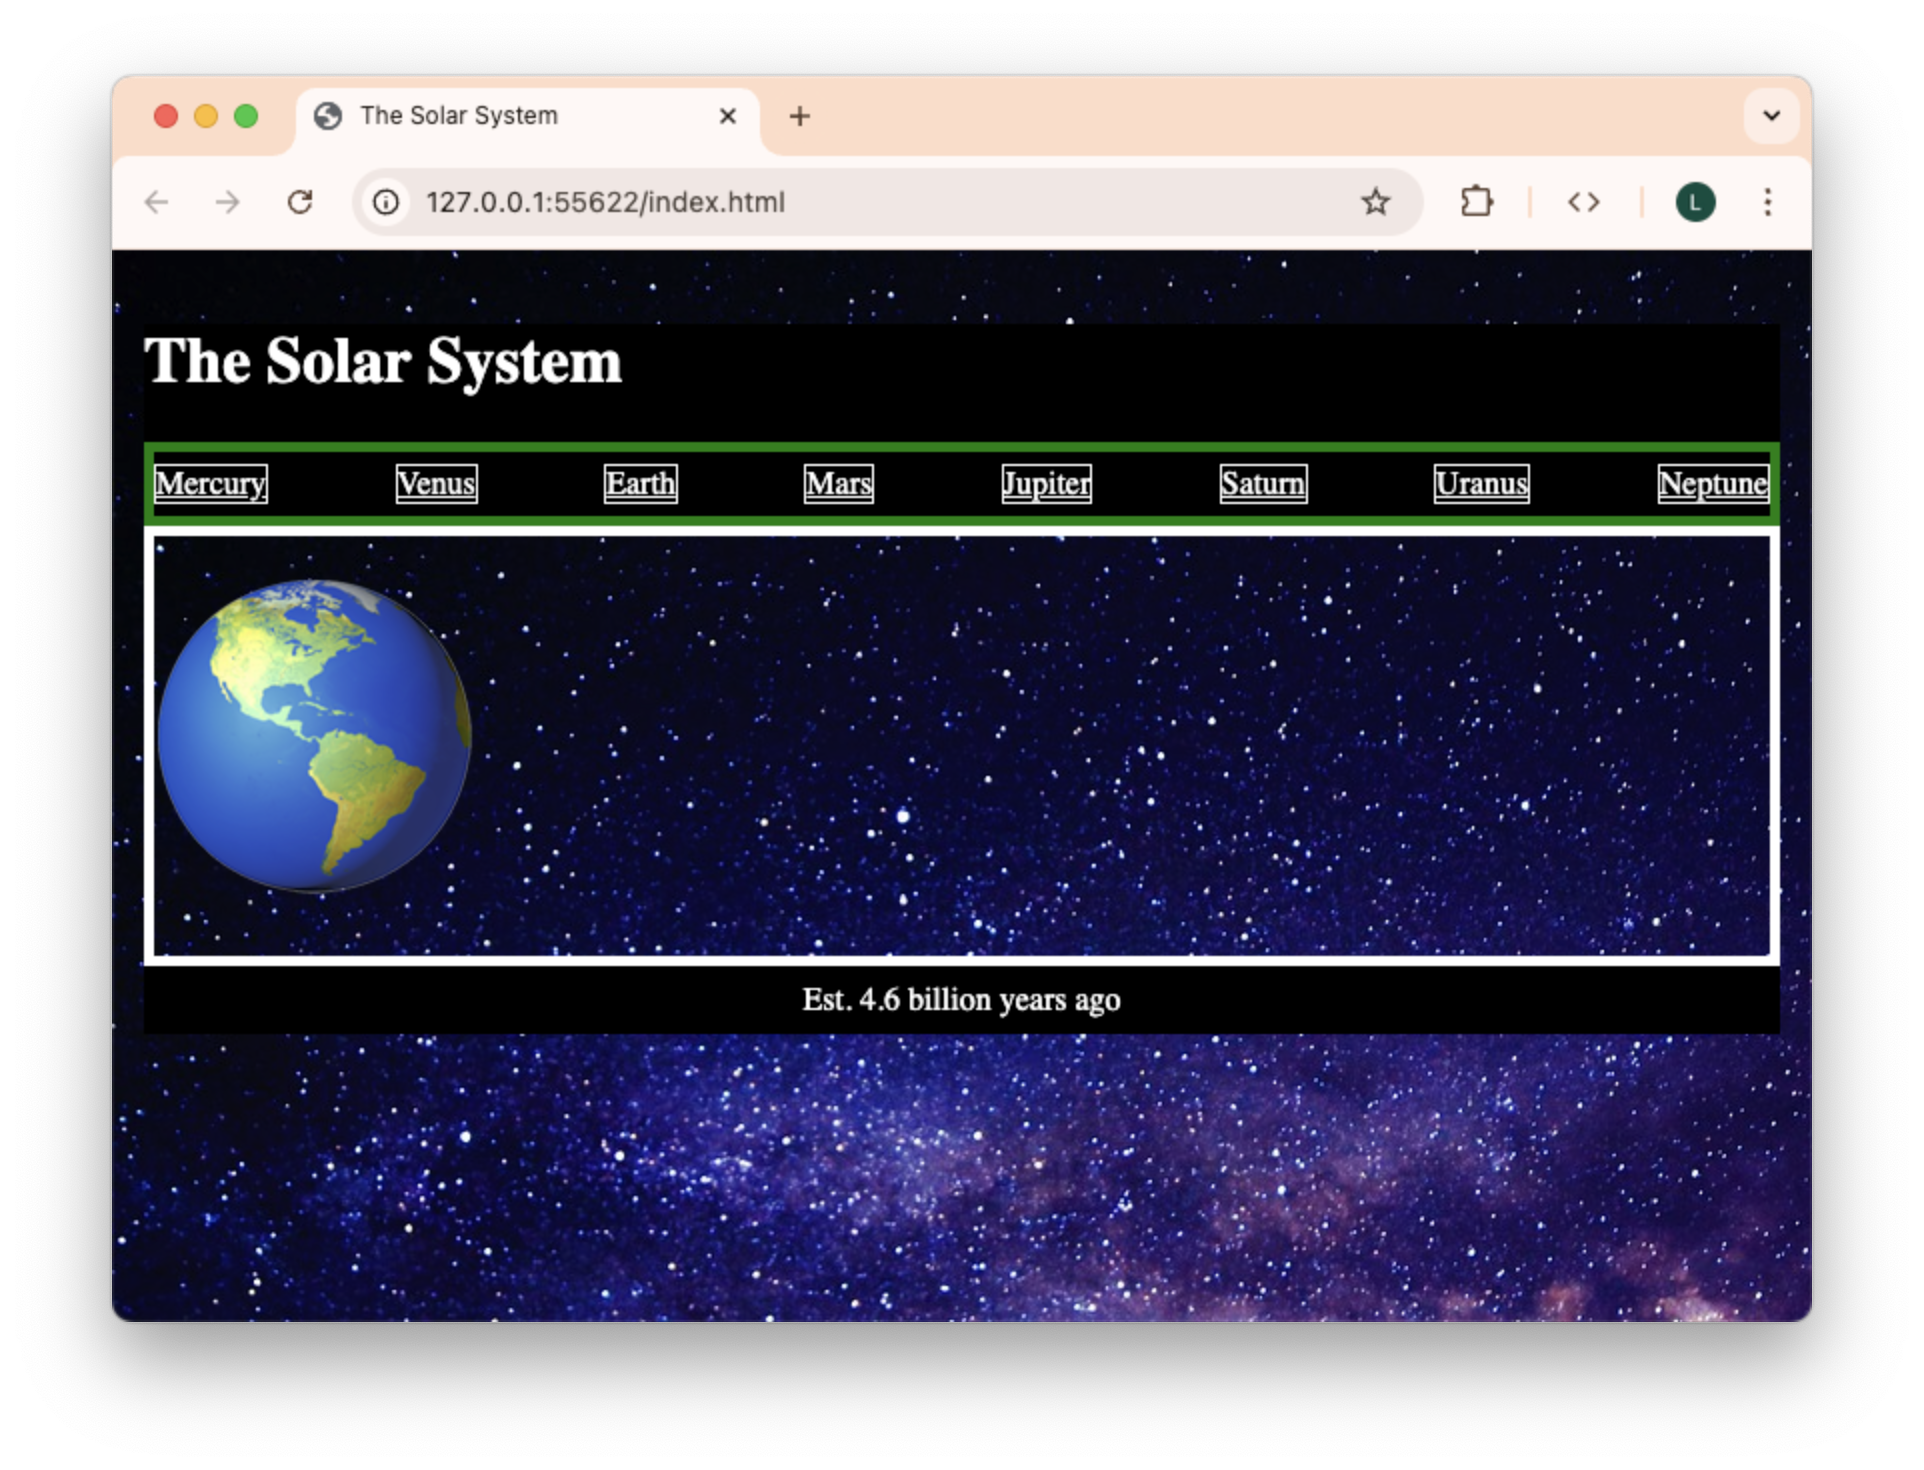 The Solar System
127.0.0.1:55622/index.html
L
The Solar System
Mercury Venus Earth Mars Jupiter Saturn Uranus Neptune
Est. 4.6 billion years ago